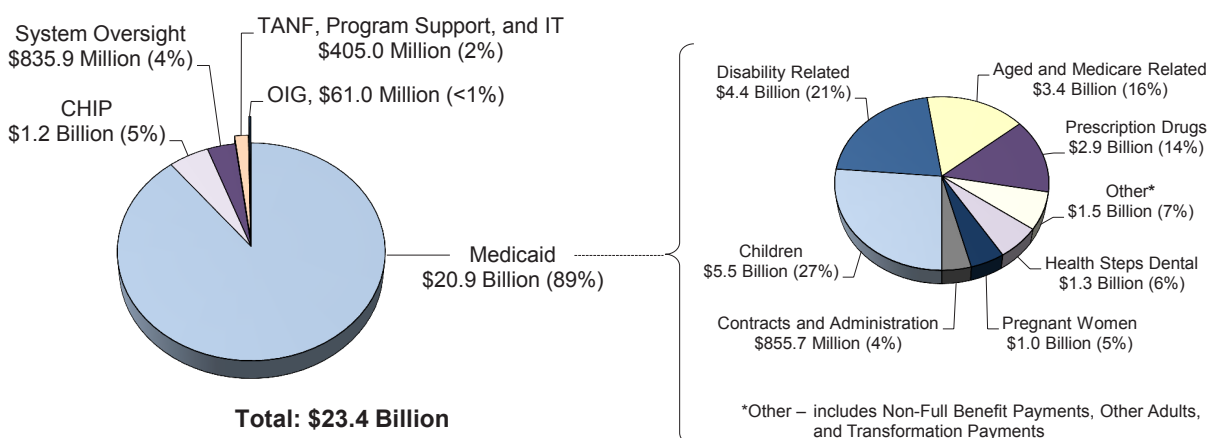 TANF, Program Support, and IT
$405.0 Million (2%)
System Oversight
$835.9 Million (4%)
OIG, $61.0 Million (<1%)
CHIP
$1.2 Billion (5%)
Medicaid
$20.9 Billion (89%)
Total: $23.4 Billion
Disability Related
$4.4 Billion (21%)
Aged and Medicare Related
$3.4 Billion (16%)
Prescription Drugs
$2.9 Billion (14%)
Other*
$1.5 Billion (7%)
Children
$5.5 Billion (27%)
Health Steps Dental
$1.3 Billion (6%)
Contracts and Administration
$855.7 Million (4%)
Pregnant Women
$1.0 Billion (5%)
*Other – includes Non-Full Benefit Payments, Other Adults,
and Transformation Payments